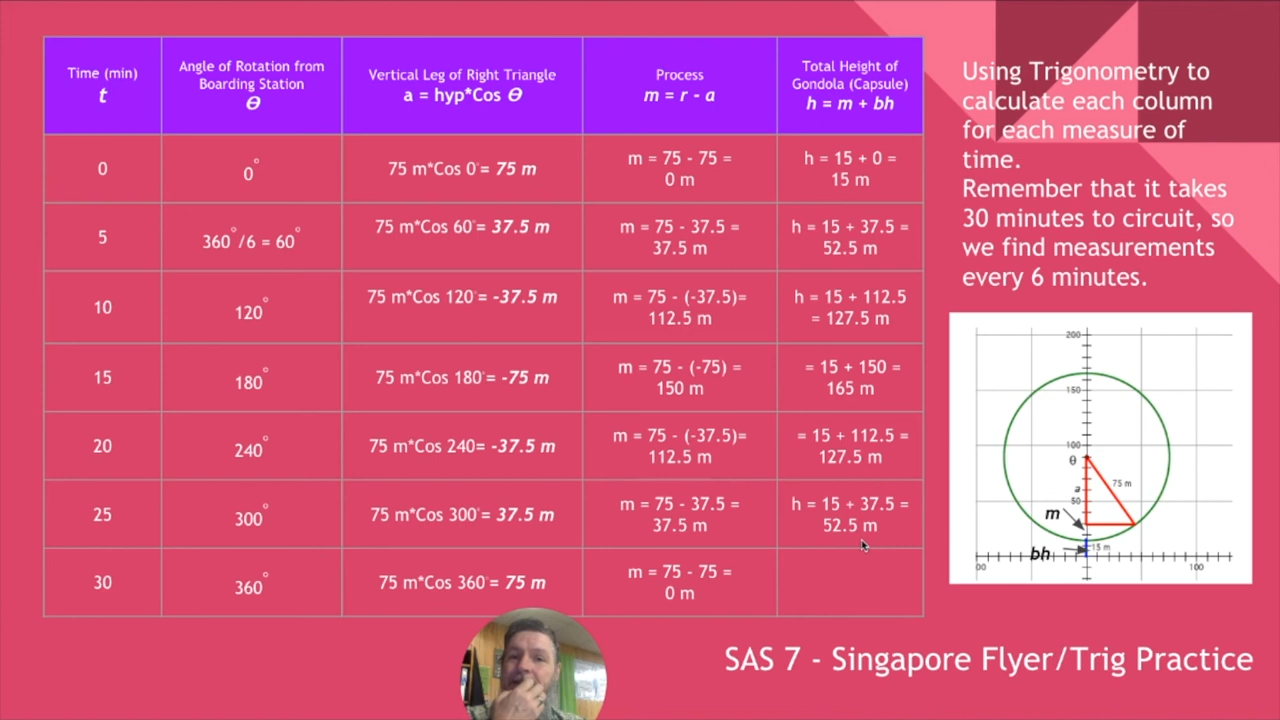 Time (min)
t
Angle of Rotation from
Boarding Station
Ɵ
Vertical Leg of Right Triangle
a = hyp*Cos Ɵ
Process
m = r - a
Total Height of
Gondola (Capsule)
h = m + bh
0
0°
75 m*Cos 0°= 75 m
m = 75 - 75 =
0 m
h = 15 + 0 =
15 m
5
360°/6 = 60°
75 m*Cos 60°= 37.5 m
m = 75 - 37.5 =
37.5 m
h = 15 + 37.5 =
52.5 m
10
120°
75 m*Cos 120°= -37.5 m
m = 75 - (-37.5)=
112.5 m
h = 15 + 112.5
= 127.5 m
15
180°
75 m*Cos 180°= -75 m
m = 75 - (-75) =
150 m
= 15 + 150 =
165 m
20
240°
75 m*Cos 240= -37.5 m
m = 75 - (-37.5)=
112.5 m
= 15 + 112.5 =
127.5 m
25
300°
75 m*Cos 300°= 37.5 m
m = 75 - 37.5 =
37.5 m
h = 15 + 37.5 =
52.5 m
30
360°
75 m*Cos 360°= 75 m
m = 75 - 75 =
0 m
Using Trigonometry to
calculate each column
for each measure of
time.
Remember that it takes
30 minutes to circuit, so
we find measurements
every 6 minutes.
200
150
100
Ɵ
75 m
a
50
m
15 m
bh
00
100
SAS 7 - Singapore Flyer/Trig Practice